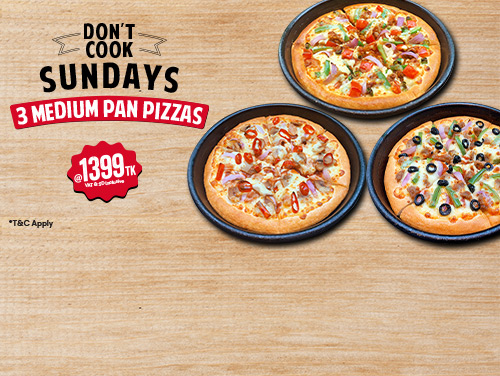 DON'T
COOK
SUNDAYS
3 MEDIUM PAN PIZZAS
@1399TK
*T&C Apply